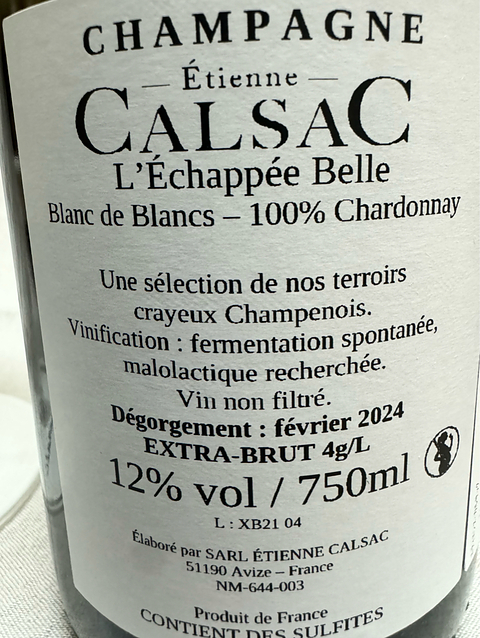 CHAMPAGNE
— Étienne —
CALSAC
L'Échappée Belle
Blanc de Blancs – 100% Chardonnay
Une sélection de nos terroirs
crayeux Champenois.
Vinification : fermentation spontanée,
malolactique recherchée.
Vin non filtré.
Dégorgement : février 2024
EXTRA-BRUT 4g/L
12% vol / 750ml
L : XB21 04
Élaboré par SARL ÉTIENNE CALSAC
51190 Avize – France
NM-644-003
Produit de France
CONTIENT DES SULFITES